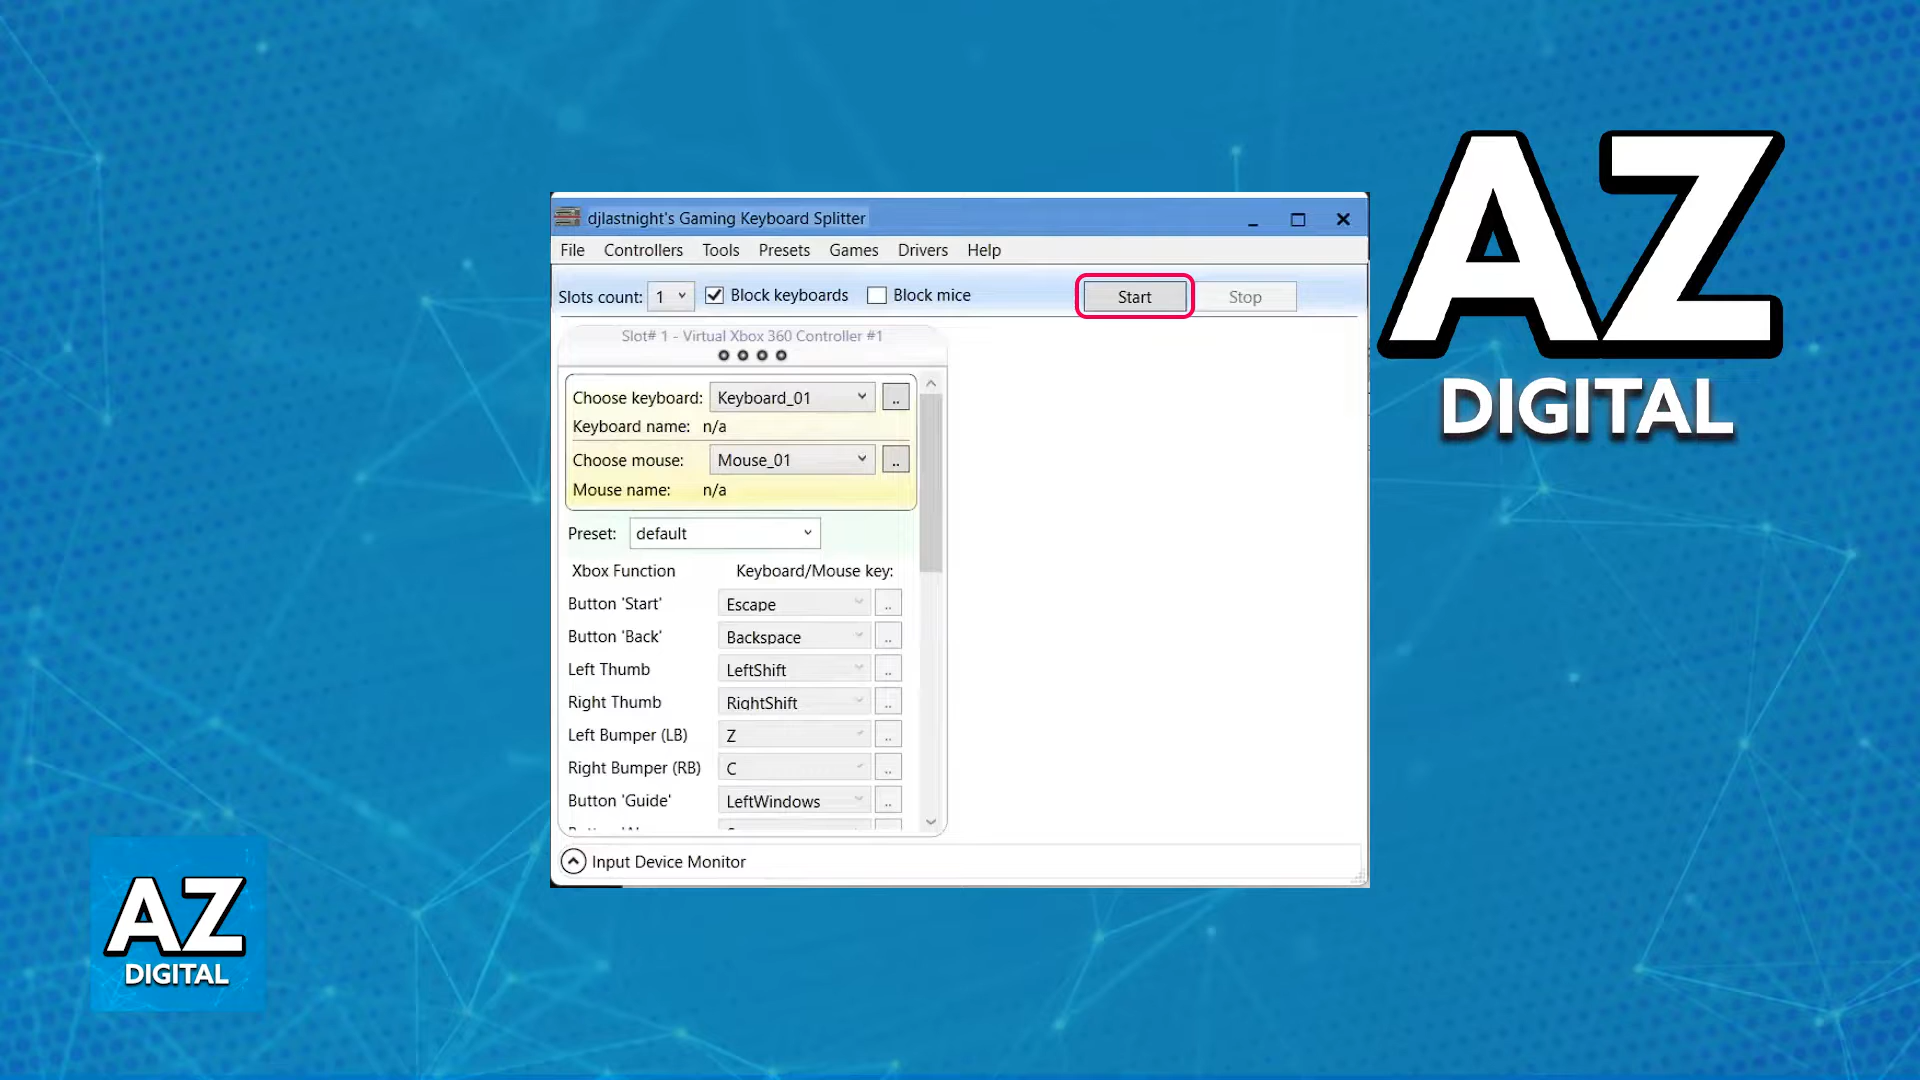 AZ
DIGITAL
djlastnight's Gaming Keyboard Splitter
File Controllers Tools Presets Games Drivers Help
Slots count: 1 Block keyboards Block mice Start Stop
Slot# 1 - Virtual Xbox 360 Controller #1
Choose keyboard: Keyboard_01 ..
Keyboard name: n/a
Choose mouse: Mouse_01 ..
Mouse name: n/a
Preset: default
Xbox Function Keyboard/Mouse key:
Button 'Start' Escape ..
Button 'Back' Backspace ..
Left Thumb LeftShift ..
Right Thumb RightShift ..
Left Bumper (LB) Z ..
Right Bumper (RB) C ..
Button 'Guide' LeftWindows ..
Input Device Monitor
AZ
DIGITAL